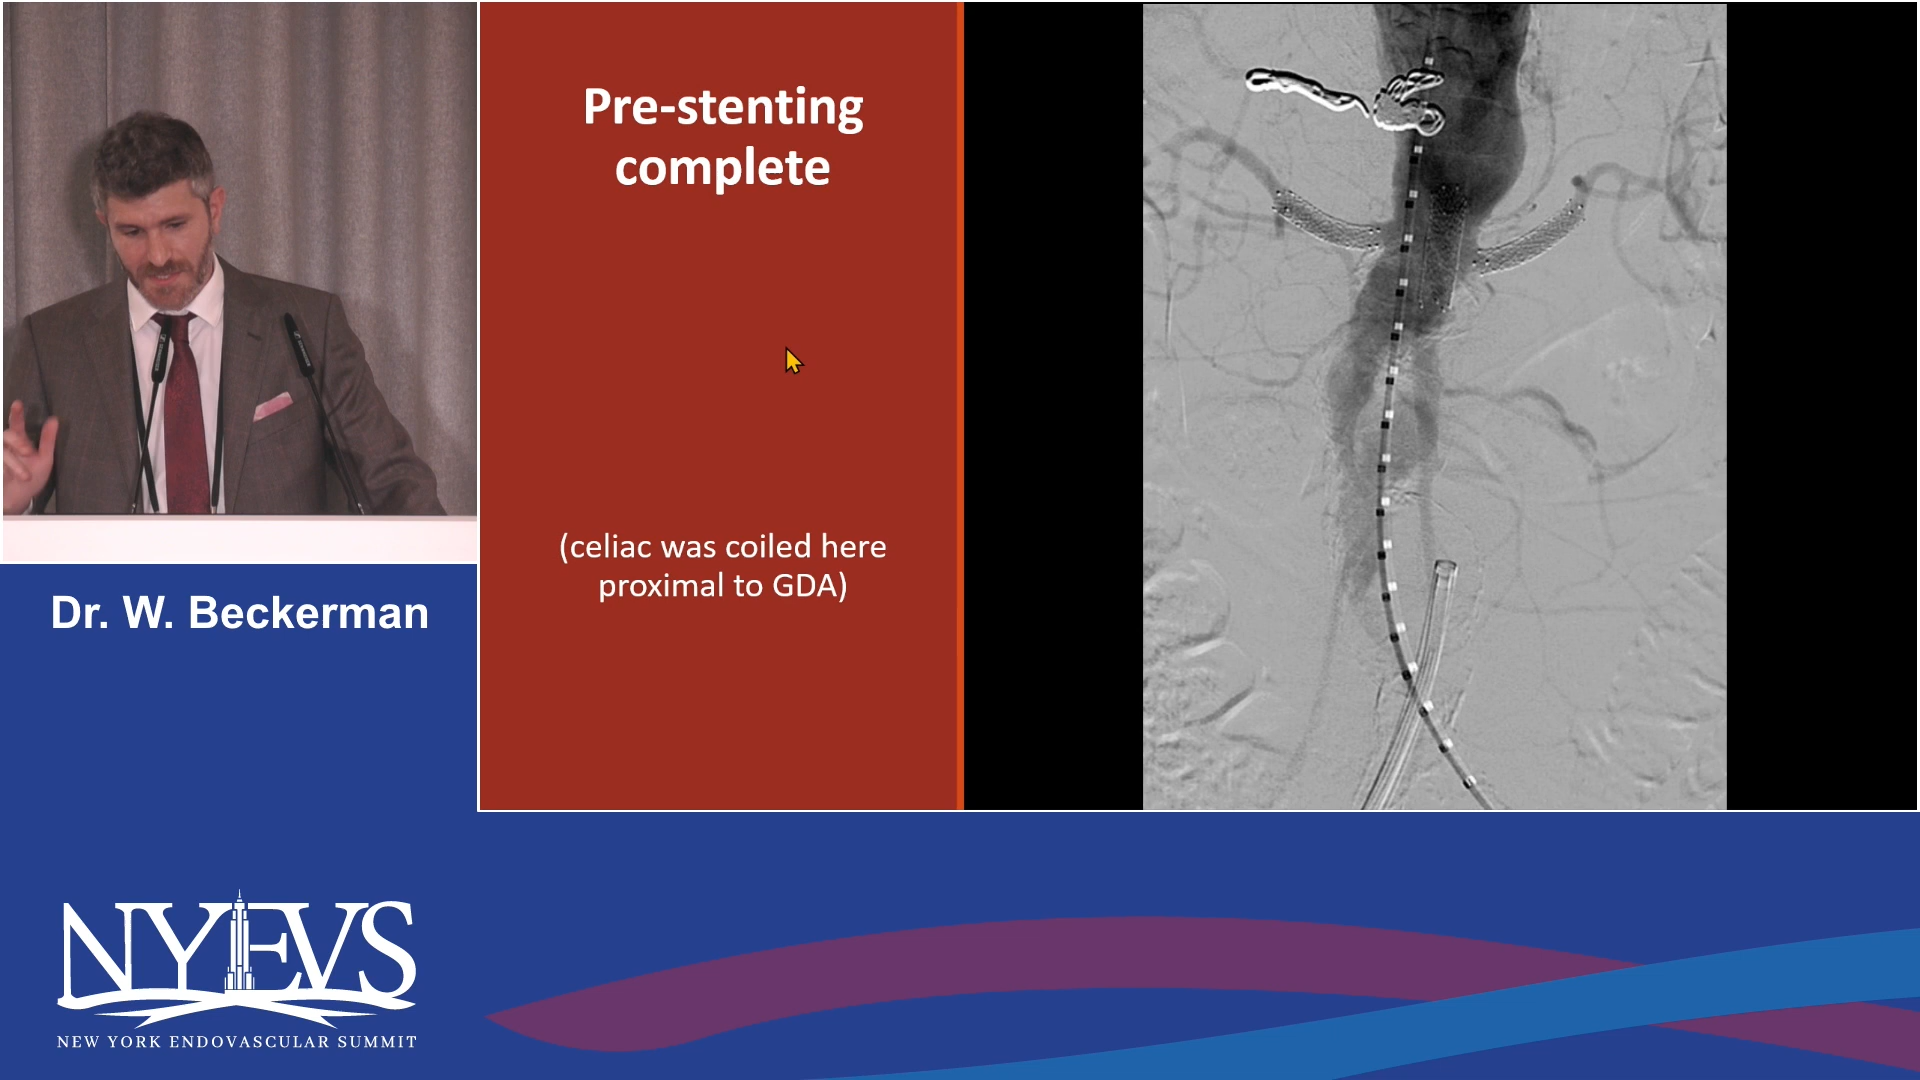 Pre-stenting
complete
(celiac was coiled here
proximal to GDA)
Dr. W. Beckerman
NYEVS
NEW YORK ENDOVASCULAR SUMMIT